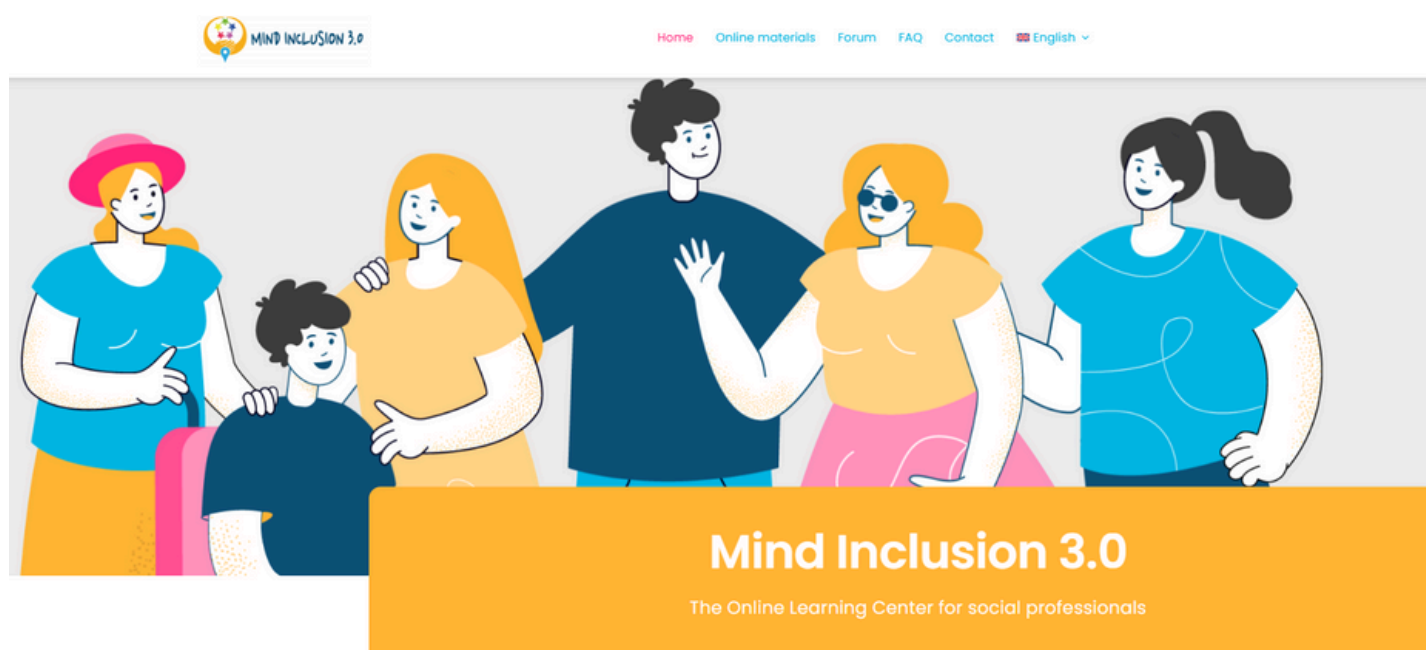 MIND INCLUSION 3.0
Home Online materials Forum FAQ Contact English
Mind Inclusion 3.0
The Online Learning Center for social professionals